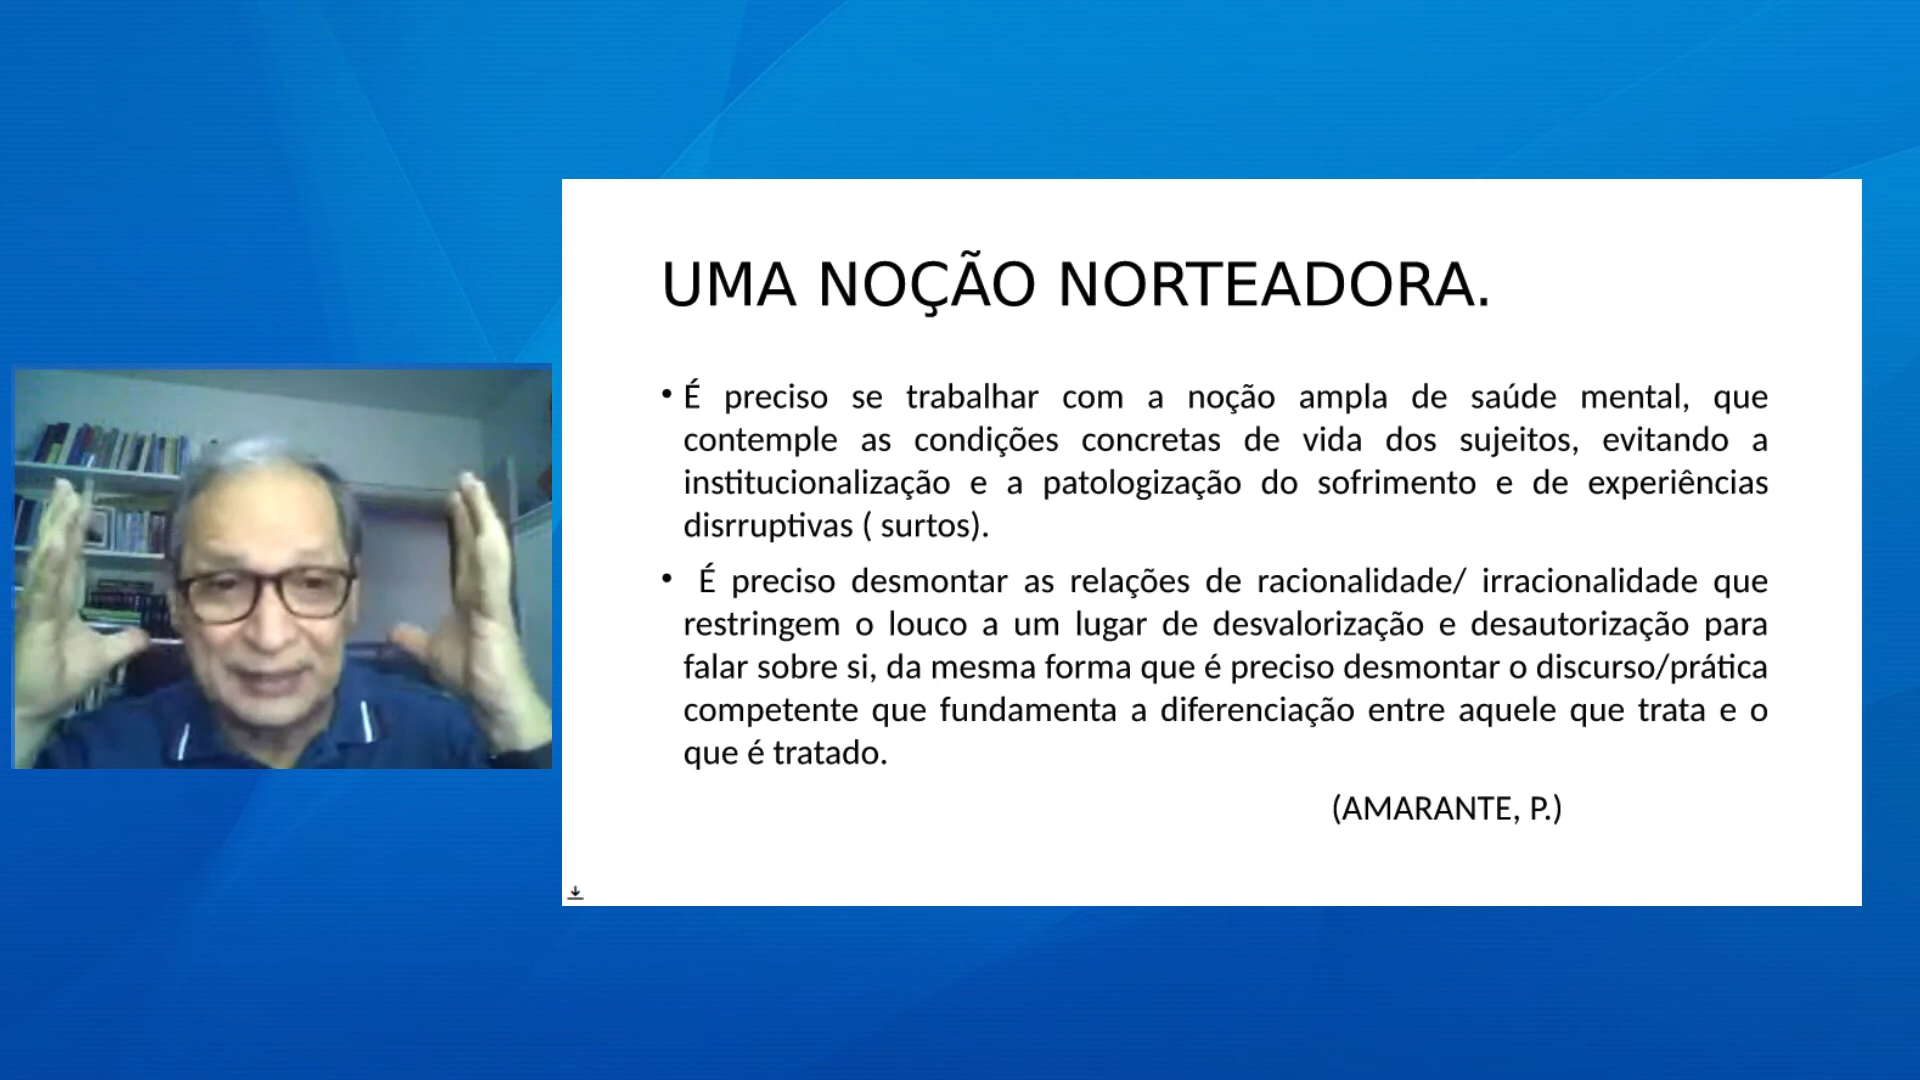 UMA NOÇÃO NORTEADORA.
• É preciso se trabalhar com a noção ampla de saúde mental, que
contemple as condições concretas de vida dos sujeitos, evitando a
institucionalização e a patologização do sofrimento e de experiências
disrruptivas ( surtos).
• É preciso desmontar as relações de racionalidade/ irracionalidade que
restringem o louco a um lugar de desvalorização e desautorização para
falar sobre si, da mesma forma que é preciso desmontar o discurso/prática
competente que fundamenta a diferenciação entre aquele que trata e o
que é tratado.
(AMARANTE, P.)